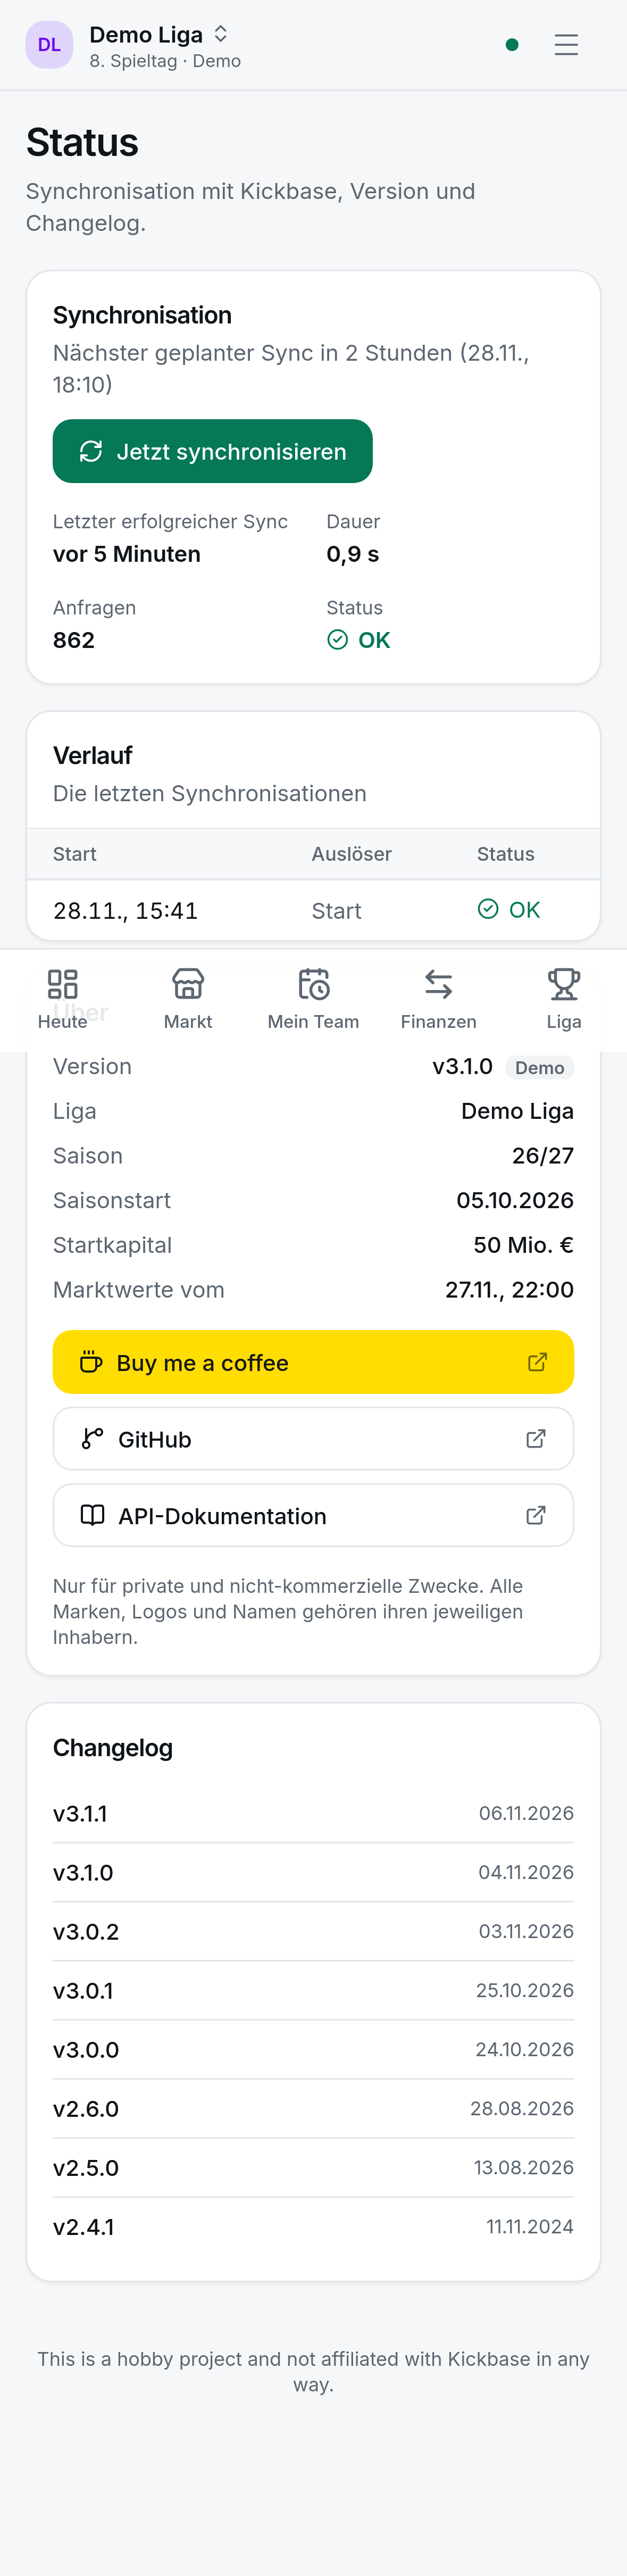 DL
Demo Liga
8. Spieltag · Demo
Status
Synchronisation mit Kickbase, Version und
Changelog.
Synchronisation
Nächster geplanter Sync in 2 Stunden (28.11.,
18:10)
Jetzt synchronisieren
Letzter erfolgreicher Sync Dauer
vor 5 Minuten 0,9 s
Anfragen Status
862 OK
Verlauf
Die letzten Synchronisationen
Start Auslöser Status
28.11., 15:41 Start OK
Über
Heute Markt Mein Team Finanzen Liga
Version v3.1.0 Demo
Liga Demo Liga
Saison 26/27
Saisonstart 05.10.2026
Startkapital 50 Mio. €
Marktwerte vom 27.11., 22:00
Buy me a coffee
GitHub
API-Dokumentation
Nur für private und nicht-kommerzielle Zwecke. Alle
Marken, Logos und Namen gehören ihren jeweiligen
Inhabern.
Changelog
v3.1.1 06.11.2026
v3.1.0 04.11.2026
v3.0.2 03.11.2026
v3.0.1 25.10.2026
v3.0.0 24.10.2026
v2.6.0 28.08.2026
v2.5.0 13.08.2026
v2.4.1 11.11.2024
This is a hobby project and not affiliated with Kickbase in any
way.